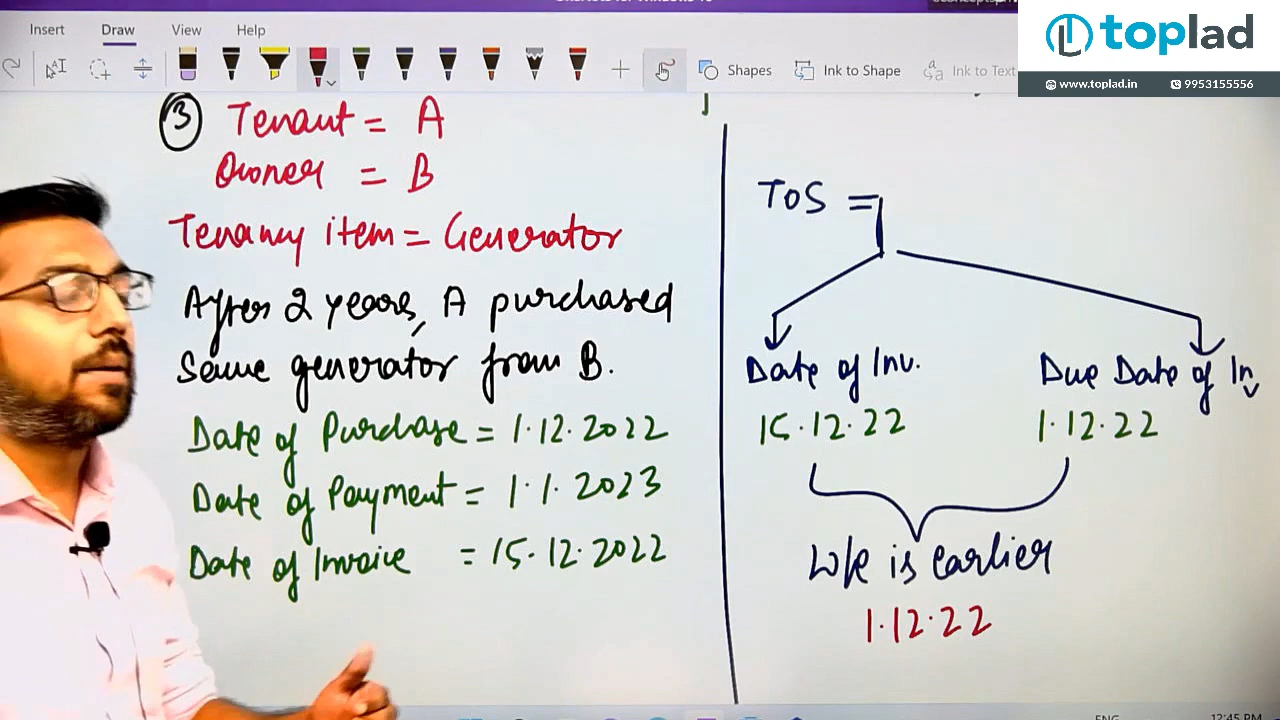 Insert Draw View Help
Shapes Ink to Shape Ink to Text
toplad
www.toplad.in 9953155556
3 Tenant = A
Owner = B
Tenancy item = Generator
After 2 years, A purchased
Same generator from B.
Date of Purchase = 1.12.2022
Date of Payment = 1.1.2023
Date of Invoice = 15.12.2022
ToS =
Date of Inv. Due Date of Inv
15.12.22 1.12.22
W/e is earlier
1.12.22
ENG 12:45 PM